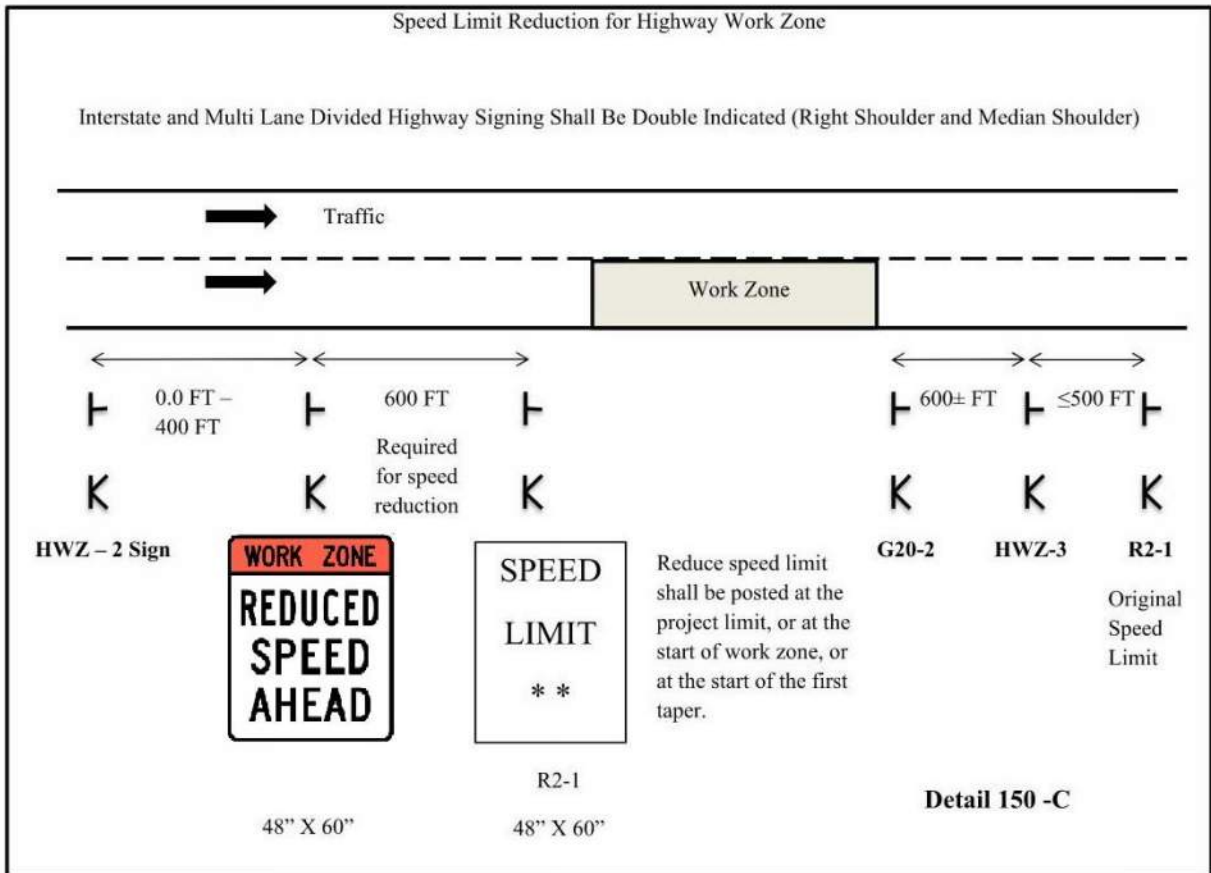 Speed Limit Reduction for Highway Work Zone
Interstate and Multi Lane Divided Highway Signing Shall Be Double Indicated (Right Shoulder and Median Shoulder)
Traffic
Work Zone
0.0 FT –
400 FT
600 FT
Required
for speed
reduction
600± FT
≤500 FT
HWZ – 2 Sign
WORK ZONE
REDUCED
SPEED
AHEAD
48” X 60”
SPEED
LIMIT
* *
R2-1
48” X 60”
Reduce speed limit
shall be posted at the
project limit, or at the
start of work zone, or
at the start of the first
taper.
G20-2
HWZ-3
R2-1
Original
Speed
Limit
Detail 150 -C